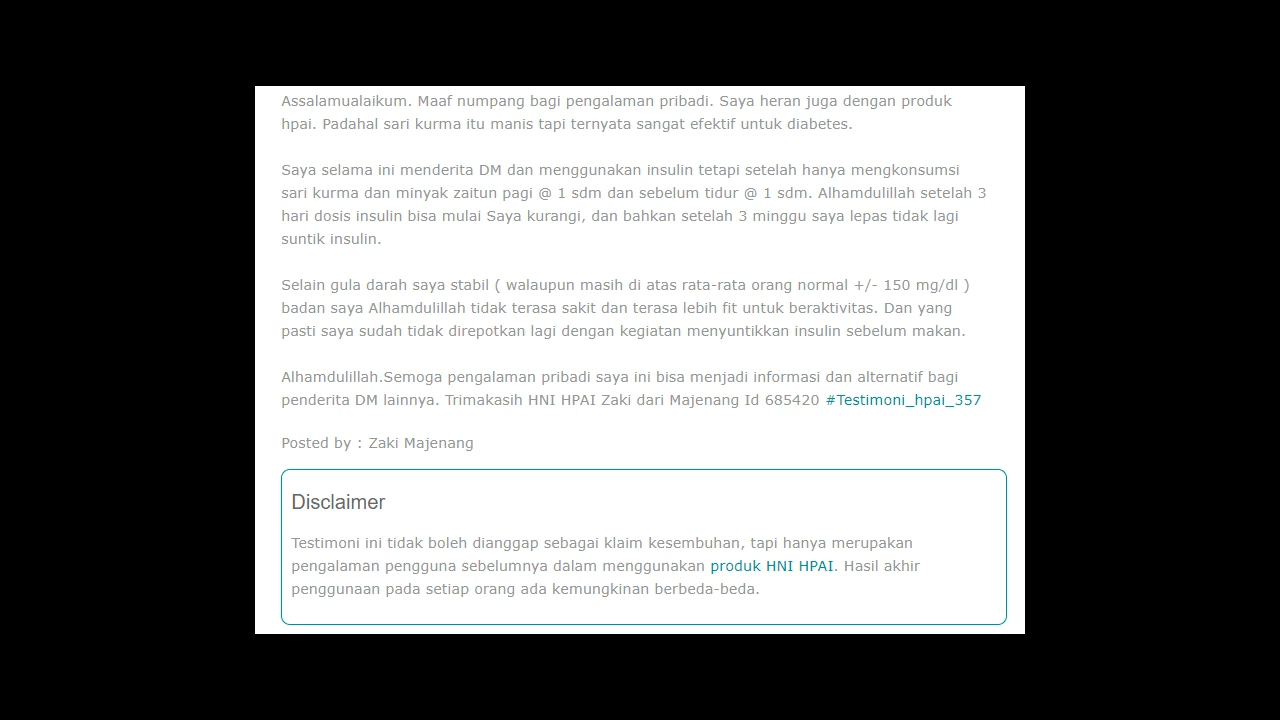 Assalamualaikum. Maaf numpang bagi pengalaman pribadi. Saya heran juga dengan produk
hpai. Padahal sari kurma itu manis tapi ternyata sangat efektif untuk diabetes.
Saya selama ini menderita DM dan menggunakan insulin tetapi setelah hanya mengkonsumsi
sari kurma dan minyak zaitun pagi @ 1 sdm dan sebelum tidur @ 1 sdm. Alhamdulillah setelah 3
hari dosis insulin bisa mulai Saya kurangi, dan bahkan setelah 3 minggu saya lepas tidak lagi
suntik insulin.
Selain gula darah saya stabil ( walaupun masih di atas rata-rata orang normal +/- 150 mg/dl )
badan saya Alhamdulillah tidak terasa sakit dan terasa lebih fit untuk beraktivitas. Dan yang
pasti saya sudah tidak direpotkan lagi dengan kegiatan menyuntikkan insulin sebelum makan.
Alhamdulillah.Semoga pengalaman pribadi saya ini bisa menjadi informasi dan alternatif bagi
penderita DM lainnya. Trimakasih HNI HPAI Zaki dari Majenang Id 685420 #Testimoni_hpai_357
Posted by : Zaki Majenang
Disclaimer
Testimoni ini tidak boleh dianggap sebagai klaim kesembuhan, tapi hanya merupakan
pengalaman pengguna sebelumnya dalam menggunakan produk HNI HPAI. Hasil akhir
penggunaan pada setiap orang ada kemungkinan berbeda-beda.